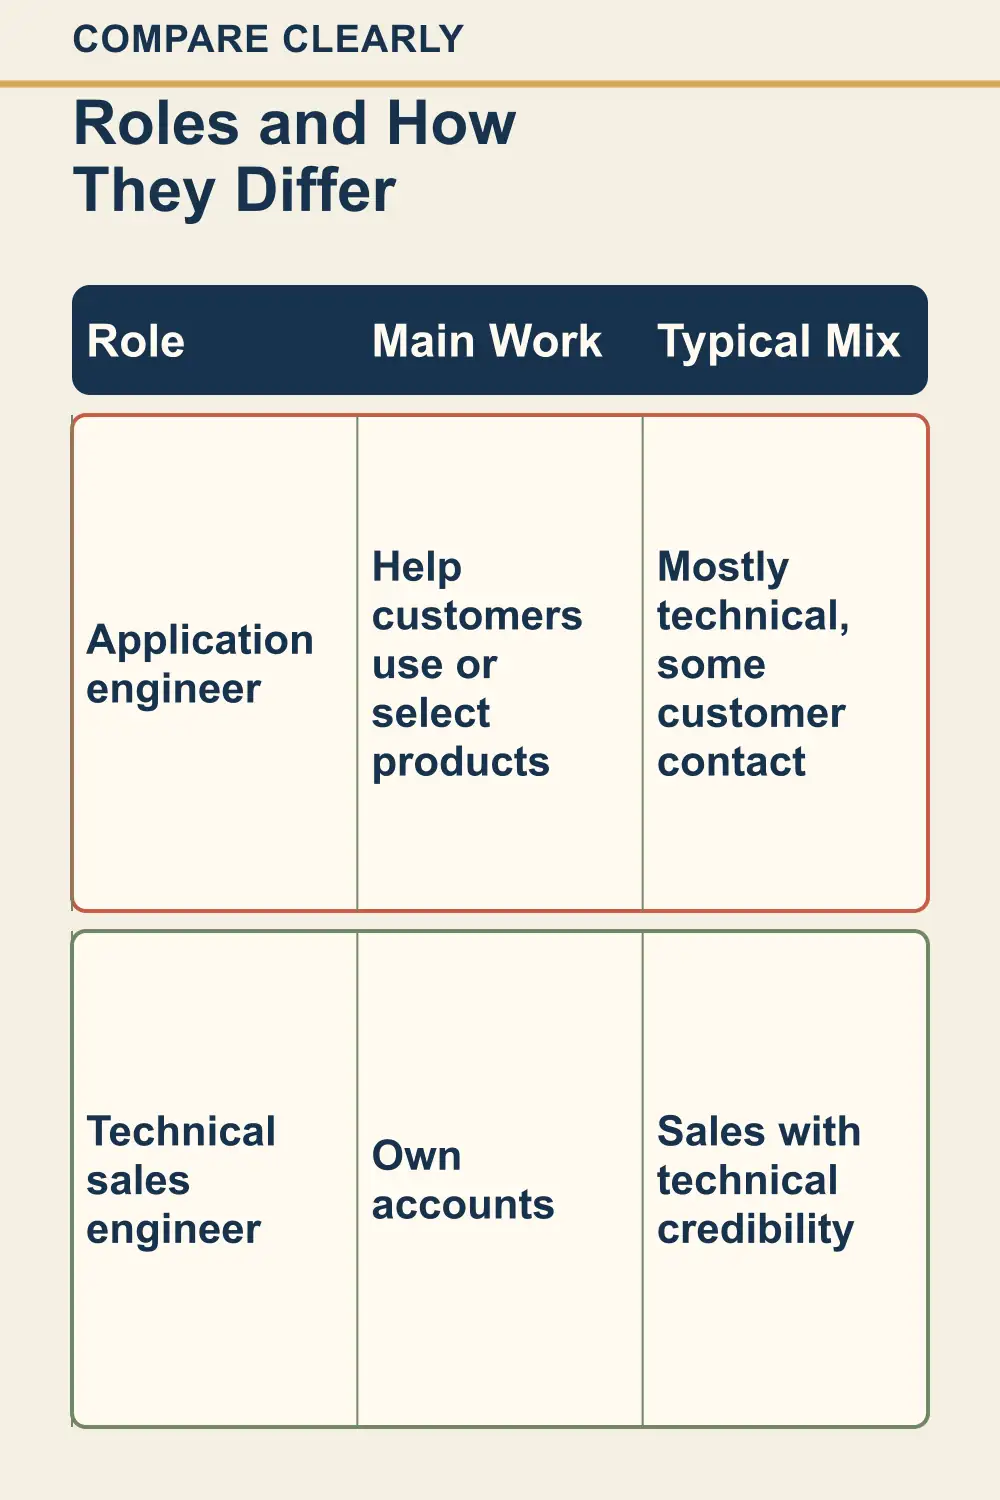 COMPARE CLEARLY
Roles and How
They Differ
Role
Main Work
Typical Mix
Application
engineer
Help
customers
use or
select
products
Mostly
technical,
some
customer
contact
Technical
sales
engineer
Own
accounts
Sales with
technical
credibility